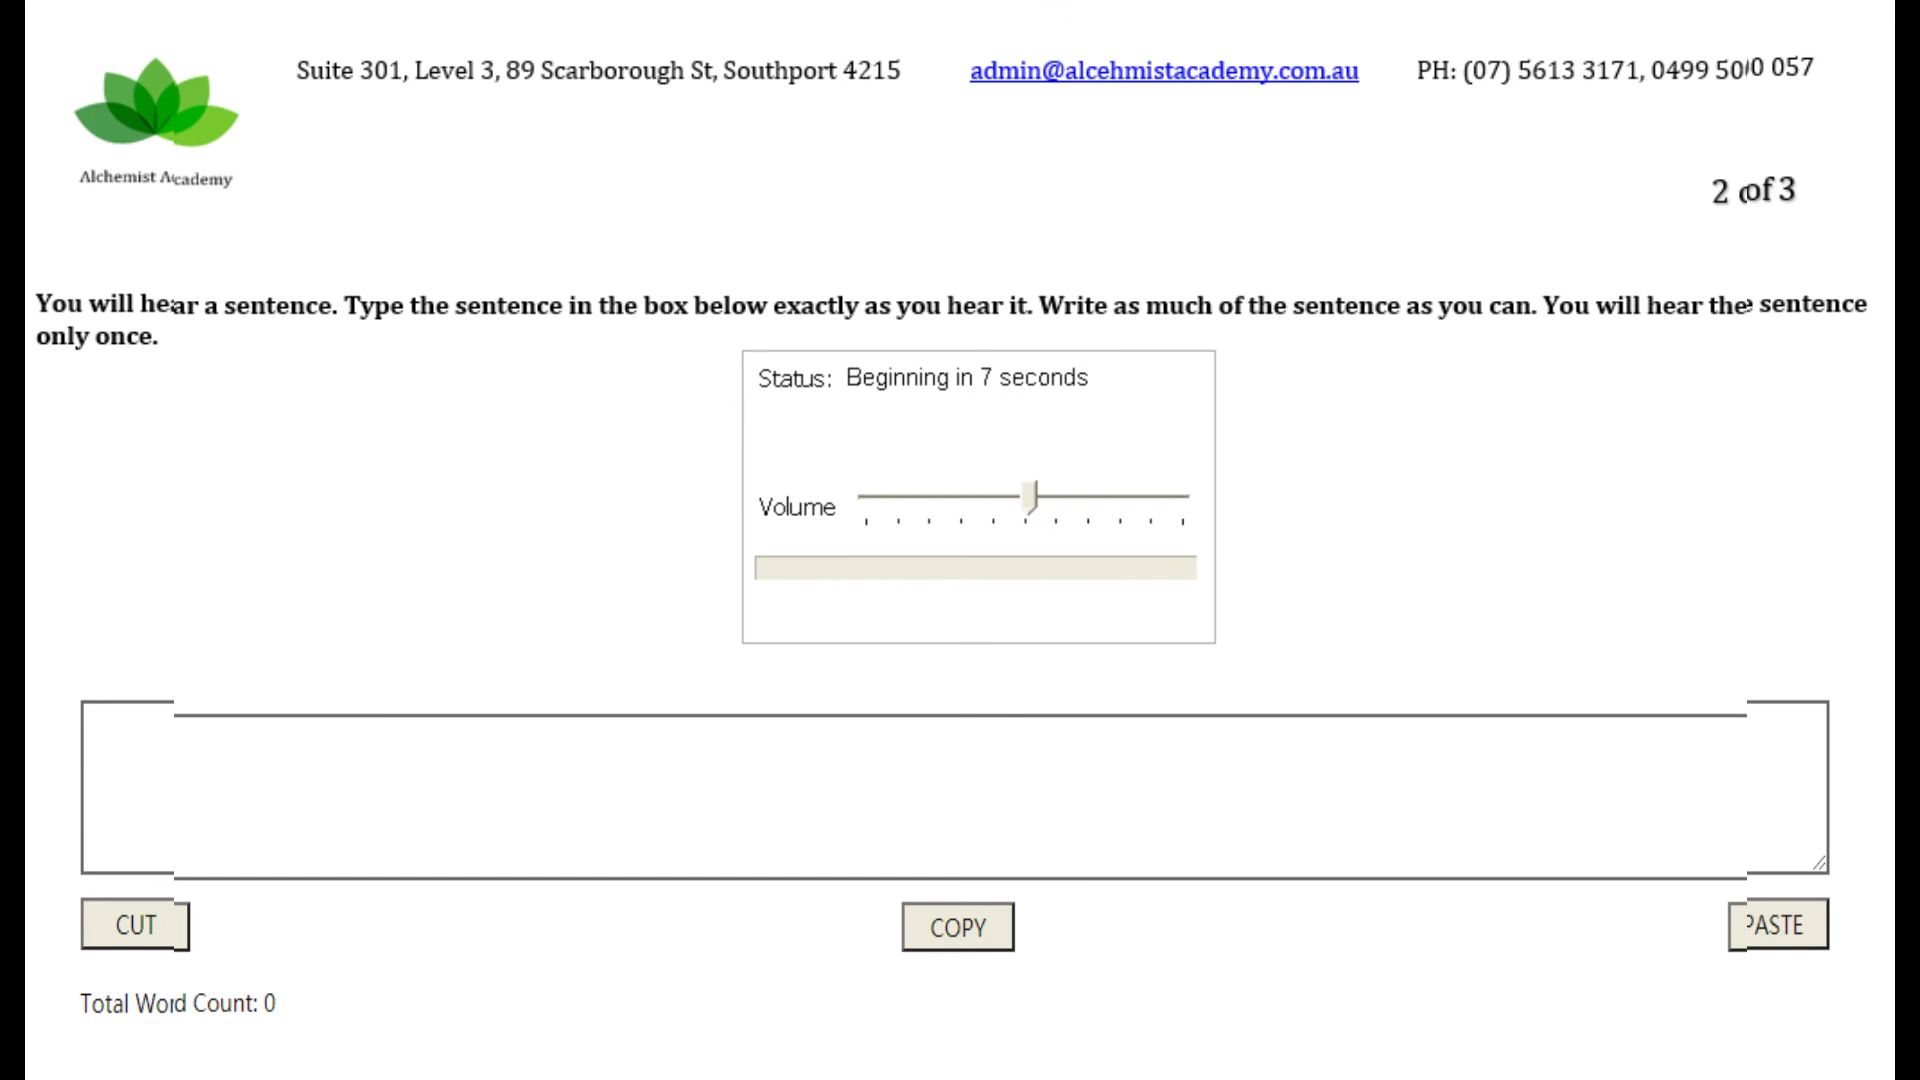 Suite 301, Level 3, 89 Scarborough St, Southport 4215 admin@alcehmistacademy.com.au PH: (07) 5613 3171, 0499 500 057
Alchemist Academy
2 of 3
You will hear a sentence. Type the sentence in the box below exactly as you hear it. Write as much of the sentence as you can. You will hear the sentence
only once.
Status: Beginning in 7 seconds
Volume
CUT COPY PASTE
Total Word Count: 0